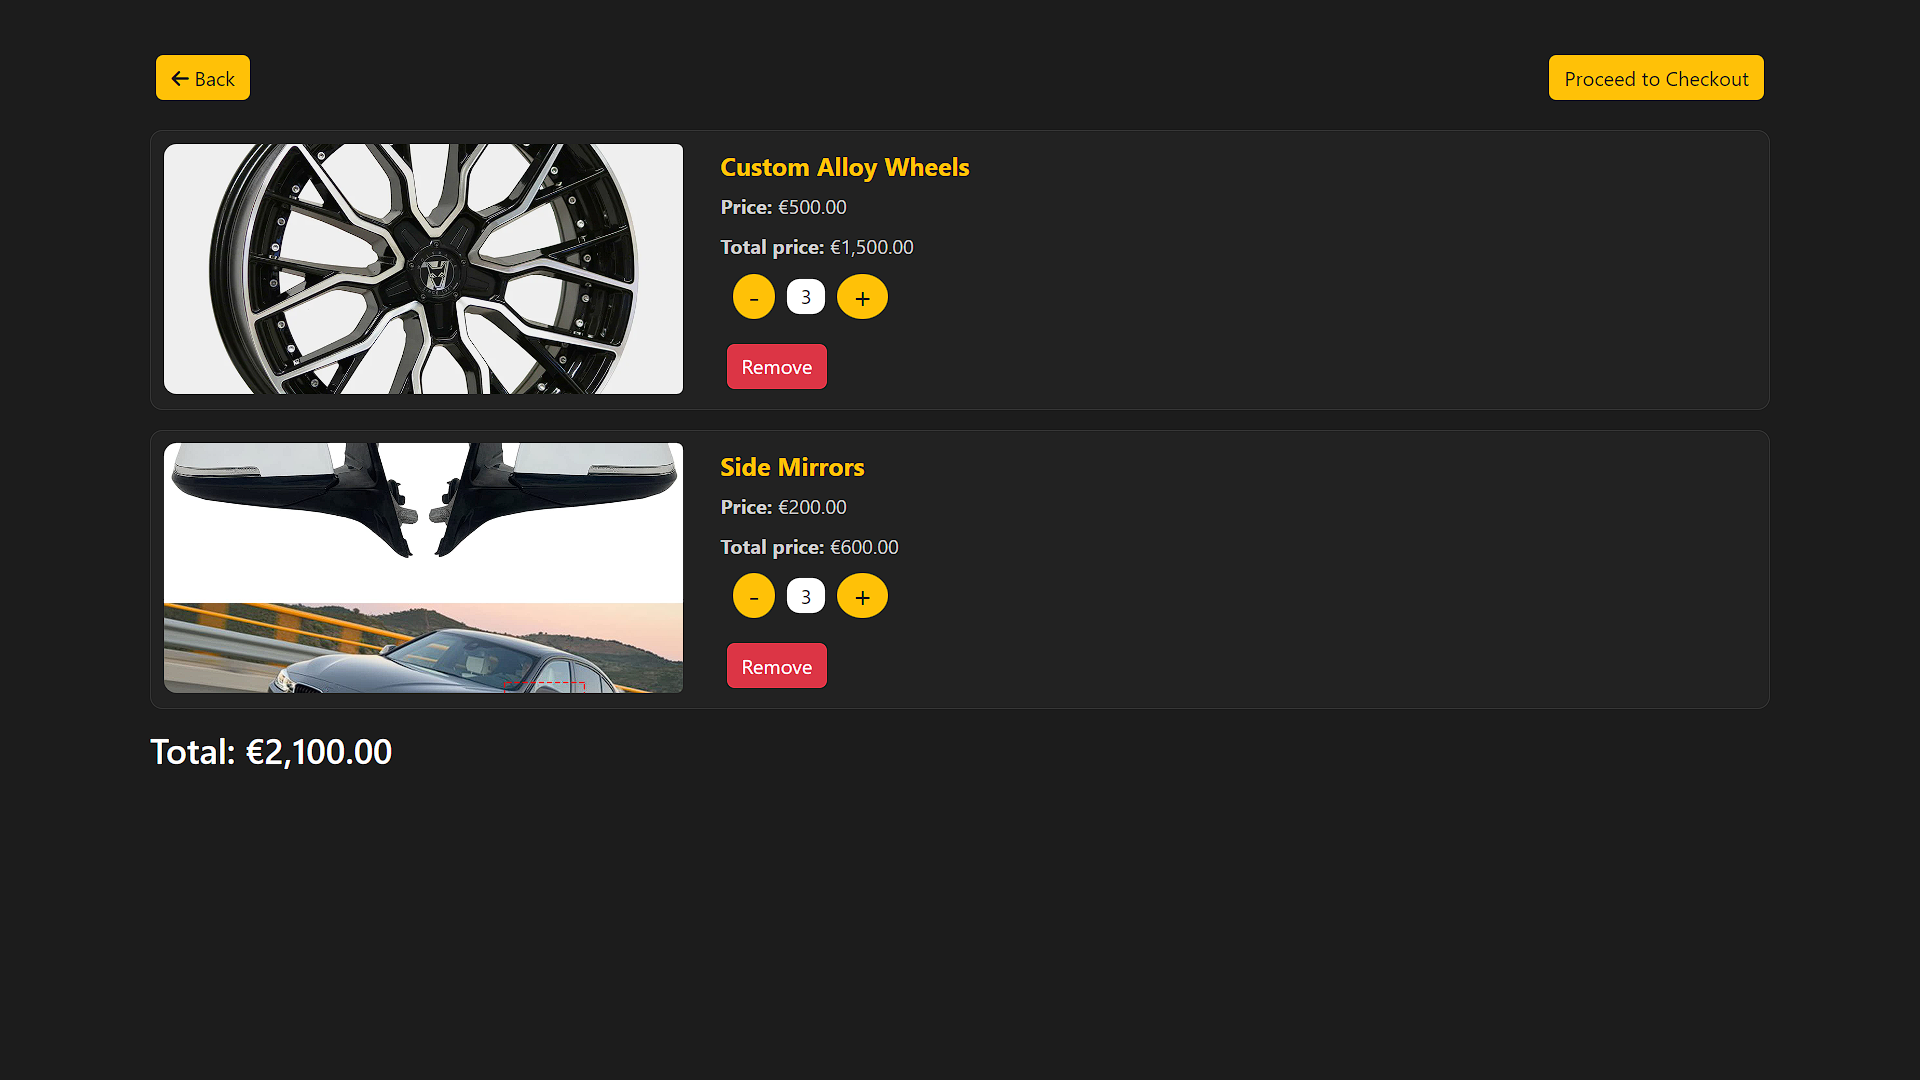 Back
Proceed to Checkout
Custom Alloy Wheels
Price: €500.00
Total price: €1,500.00
- 3 +
Remove
Side Mirrors
Price: €200.00
Total price: €600.00
- 3 +
Remove
Total: €2,100.00